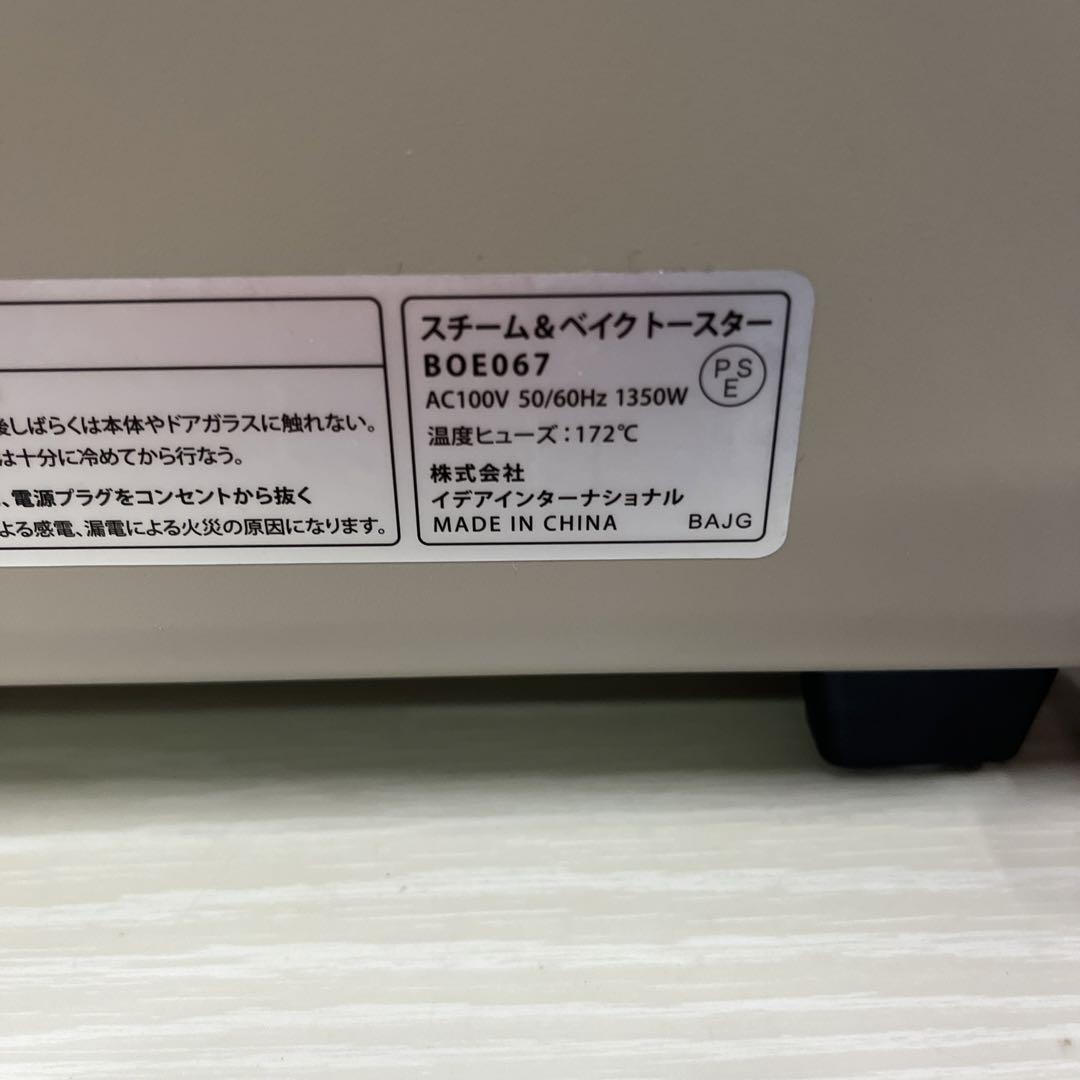 後しばらくは本体やドアガラスに触れない。
は十分に冷めてから行なう。
、電源プラグをコンセントから抜く
よる感電、漏電による火災の原因になります。
スチーム&ベイクトースター
BOE067
PSE
AC100V 50/60Hz 1350W
温度ヒューズ:172℃
株式会社
イデアインターナショナル
MADE IN CHINA BAJG